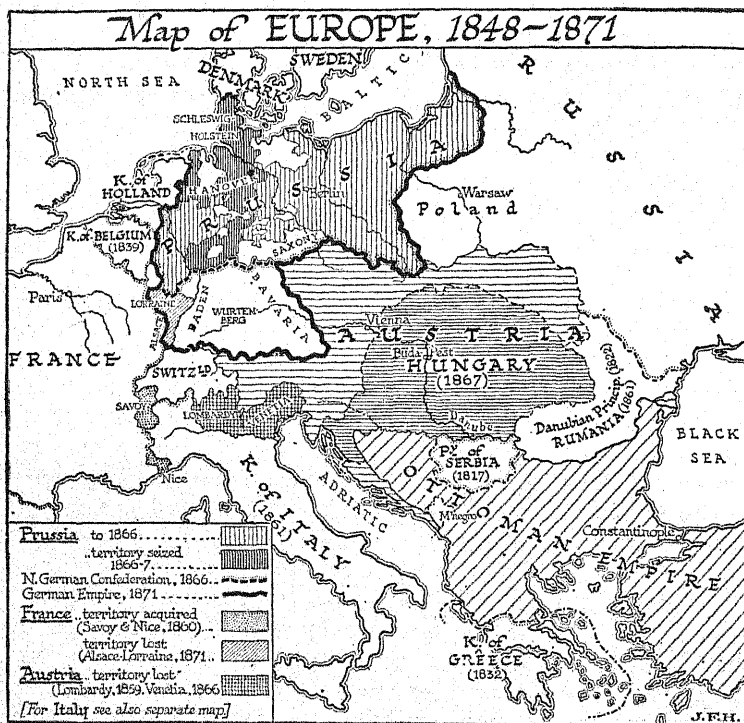 Map of EUROPE, 1848-1871
NORTH SEA
DENMARK
SWEDEN
BALTIC
RUSSIA
SCHLESWIG
HOLSTEIN
K. of
HOLLAND
HANOVER
PRUSSIA
Berlin
Warsaw
Poland
K. of BELGIUM
(1839)
SAXONY
Paris
LORRAINE
ALSACE
BADEN
WURTEN-
BERG
BAVARIA
Vienna
AUSTRIA
FRANCE
SWITZLD
Buda Pest
HUNGARY
(1867)
SAVOY
LOMBARDY
VENETIA
Danube
Danubian Princip.
RUMANIA (1861)
BLACK
SEA
Nice
K. of ITALY
(1861)
ADRIATIC
Py. of
SERBIA
(1817)
M'negro
OTTOMAN EMPIRE
Constantinople
K. of
GREECE
(1832)
Prussia to 1866
..territory seized
1866-7
N. German Confederation, 1866
German Empire, 1871
France ..territory acquired
(Savoy & Nice, 1860)
territory lost
(Alsace-Lorraine, 1871
Austria ..territory lost
(Lombardy, 1859, Venetia, 1866
[For Italy see also separate map]
J.F.H.